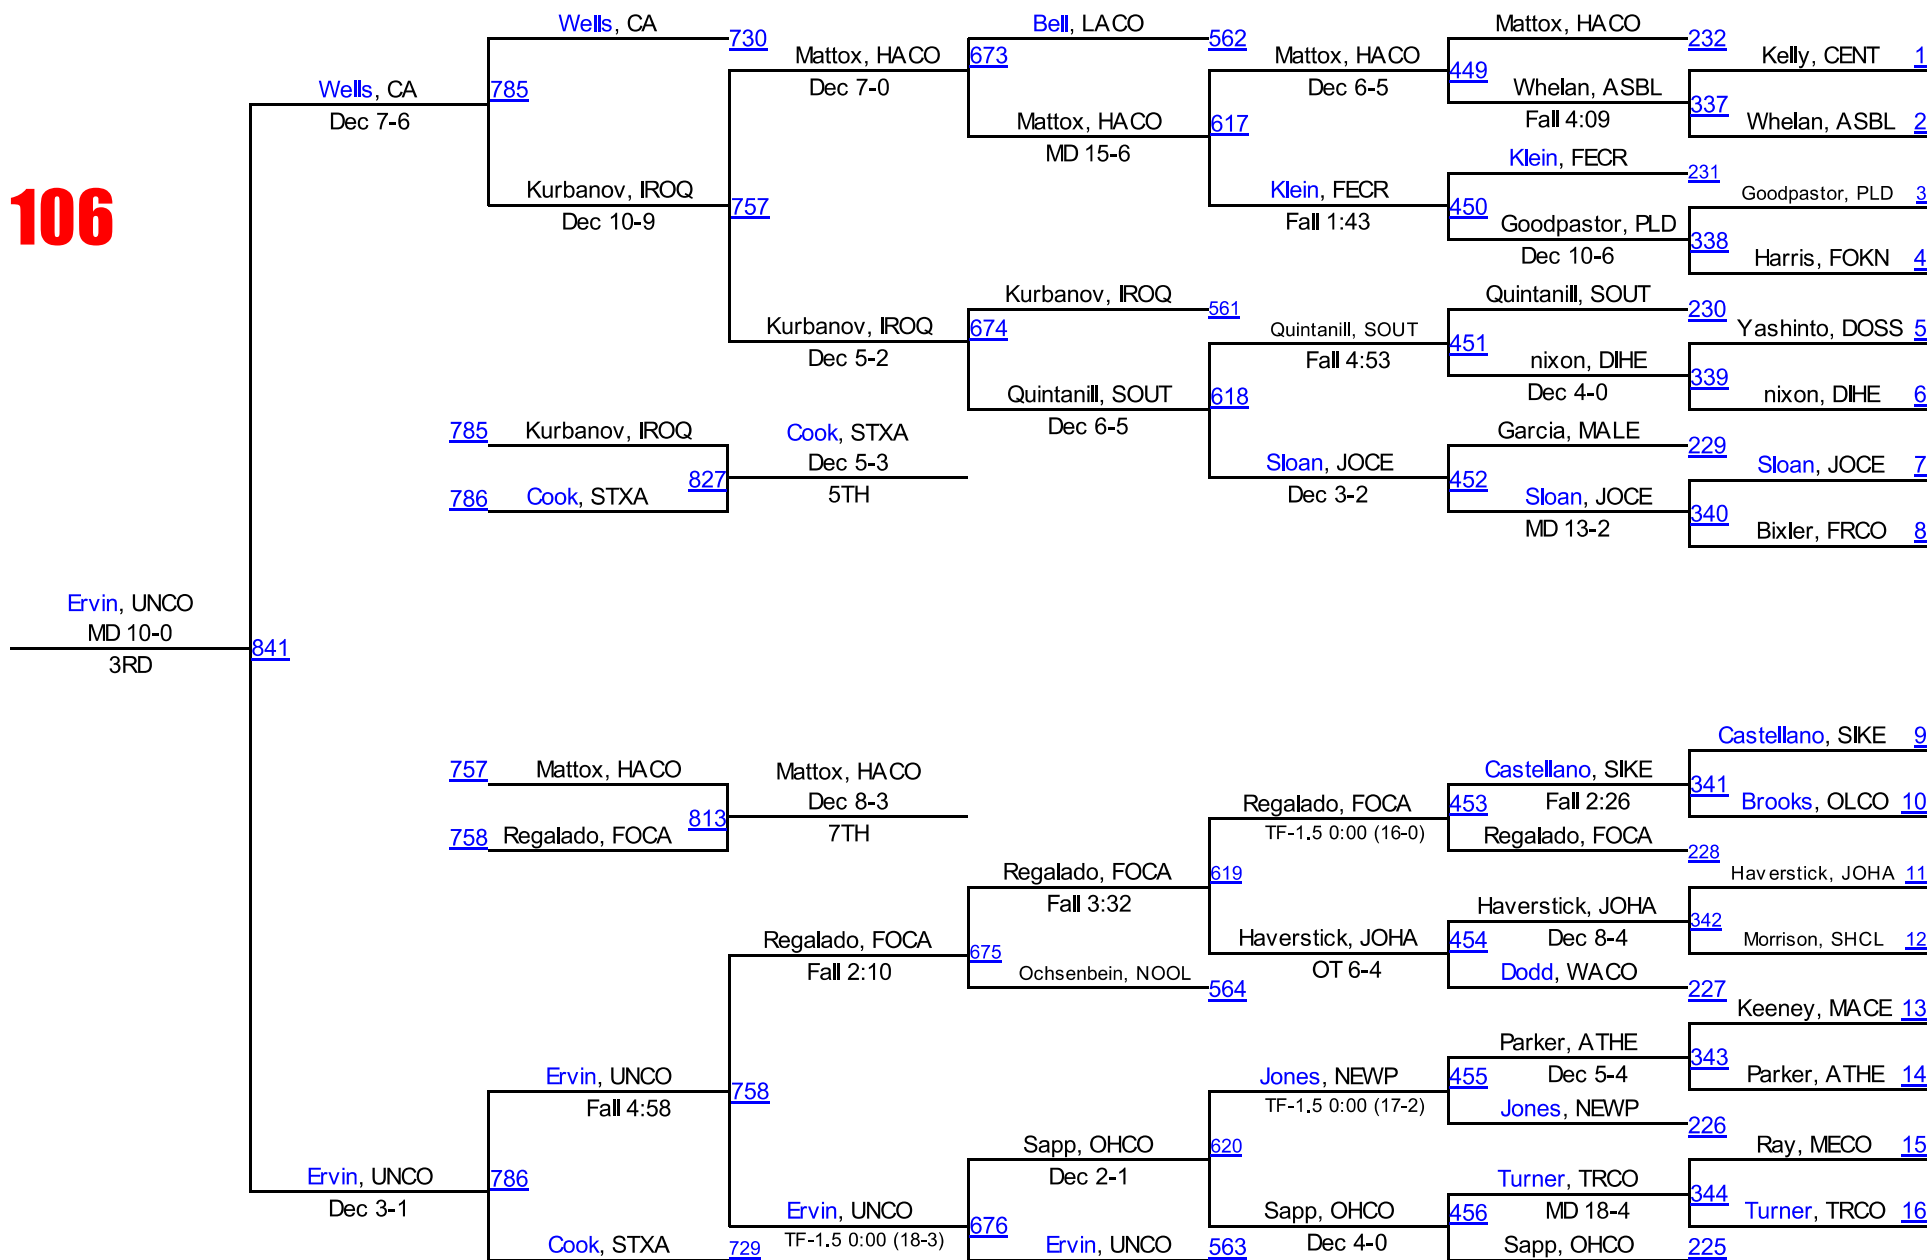 Wells, CA
730
Bell, LACO
562
Mattox, HACO
232
Kelly, CENT 1
Mattox, HACO
673
Dec 7-0
Mattox, HACO
449
Dec 6-5
Whelan, ASBL
337
Fall 4:09
Whelan, ASBL 2
Wells, CA
785
Dec 7-6
Mattox, HACO
617
MD 15-6
Klein, FECR
231
Goodpastor, PLD 3
106
Kurbanov, IROQ
757
Dec 10-9
Klein, FECR
450
Fall 1:43
Goodpastor, PLD
338
Dec 10-6
Harris, FOKN 4
Kurbanov, IROQ
561
Quintanill, SOUT
230
Yashinto, DOSS 5
Kurbanov, IROQ
674
Dec 5-2
Quintanill, SOUT
451
Fall 4:53
nixon, DIHE
339
Dec 4-0
nixon, DIHE 6
Quintanill, SOUT
618
Dec 6-5
785 Kurbanov, IROQ
Cook, STXA
Dec 5-3
827
5TH
786 Cook, STXA
Garcia, MALE
229
Sloan, JOCE 7
Sloan, JOCE
452
Dec 3-2
Sloan, JOCE
340
MD 13-2
Bixler, FRCO 8
Ervin, UNCO
MD 10-0
841
3RD
Castellano, SIKE 9
757 Mattox, HACO
Mattox, HACO
Dec 8-3
813
7TH
758 Regalado, FOCA
Castellano, SIKE
341
Fall 2:26
Brooks, OLCO 10
Regalado, FOCA
453
TF-1.5 0:00 (16-0)
Regalado, FOCA
228
Haverstick, JOHA 11
Regalado, FOCA
619
Fall 3:32
Haverstick, JOHA
342
Dec 8-4
Morrison, SHCL 12
Regalado, FOCA
675
Fall 2:10
Haverstick, JOHA
454
OT 6-4
Ochsenbein, NOOL
564
Dodd, WACO
227
Keeney, MACE 13
Parker, ATHE
343
Dec 5-4
Parker, ATHE 14
Ervin, UNCO
758
Fall 4:58
Jones, NEWP
455
TF-1.5 0:00 (17-2)
Jones, NEWP
226
Ray, MECO 15
Sapp, OHCO
620
Dec 2-1
Ervin, UNCO
786
Dec 3-1
Turner, TRCO
344
MD 18-4
Turner, TRCO 16
Ervin, UNCO
676
TF-1.5 0:00 (18-3)
Sapp, OHCO
456
Dec 4-0
Cook, STXA
729
Ervin, UNCO
563
Sapp, OHCO
225